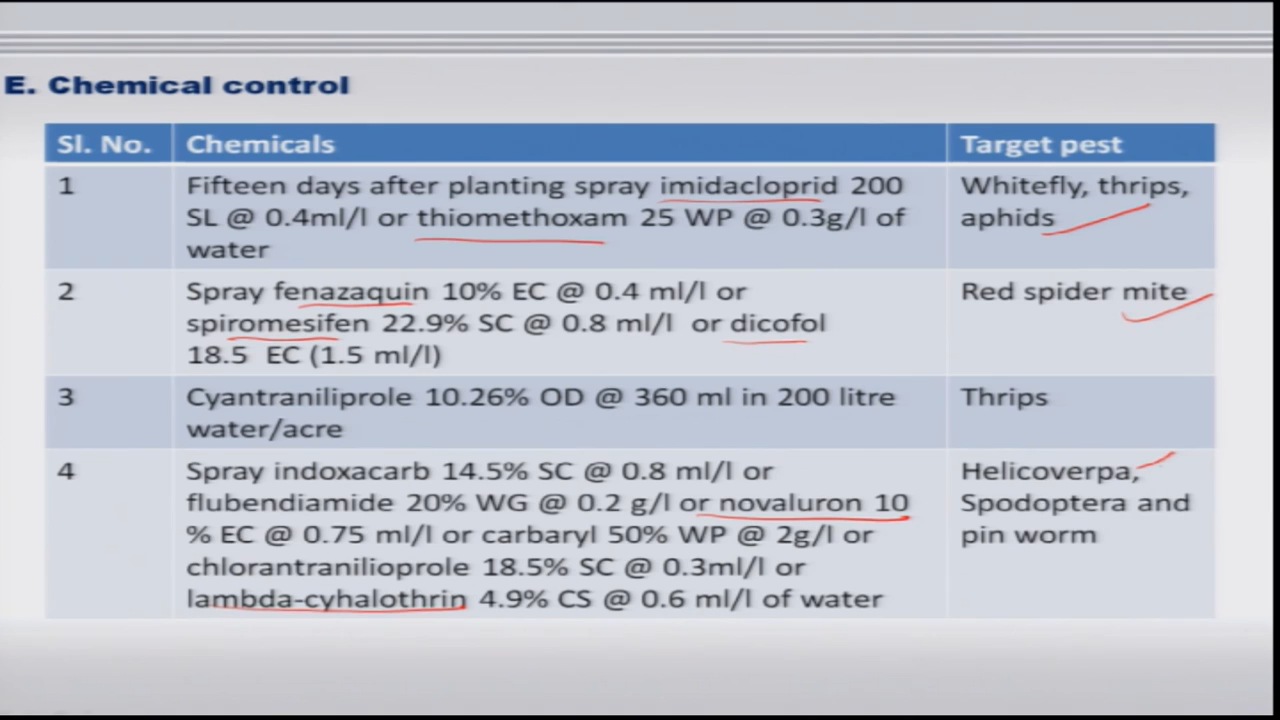 E. Chemical control
Sl. No. Chemicals Target pest
1 Fifteen days after planting spray imidacloprid 200 Whitefly, thrips,
SL @ 0.4ml/l or thiomethoxam 25 WP @ 0.3g/l of aphids
water
2 Spray fenazaquin 10% EC @ 0.4 ml/l or Red spider mite
spiromesifen 22.9% SC @ 0.8 ml/l or dicofol
18.5 EC (1.5 ml/l)
3 Cyantraniliprole 10.26% OD @ 360 ml in 200 litre Thrips
water/acre
4 Spray indoxacarb 14.5% SC @ 0.8 ml/l or Helicoverpa,
flubendiamide 20% WG @ 0.2 g/l or novaluron 10 Spodoptera and
% EC @ 0.75 ml/l or carbaryl 50% WP @ 2g/l or pin worm
chlorantranilioprole 18.5% SC @ 0.3ml/l or
lambda-cyhalothrin 4.9% CS @ 0.6 ml/l of water